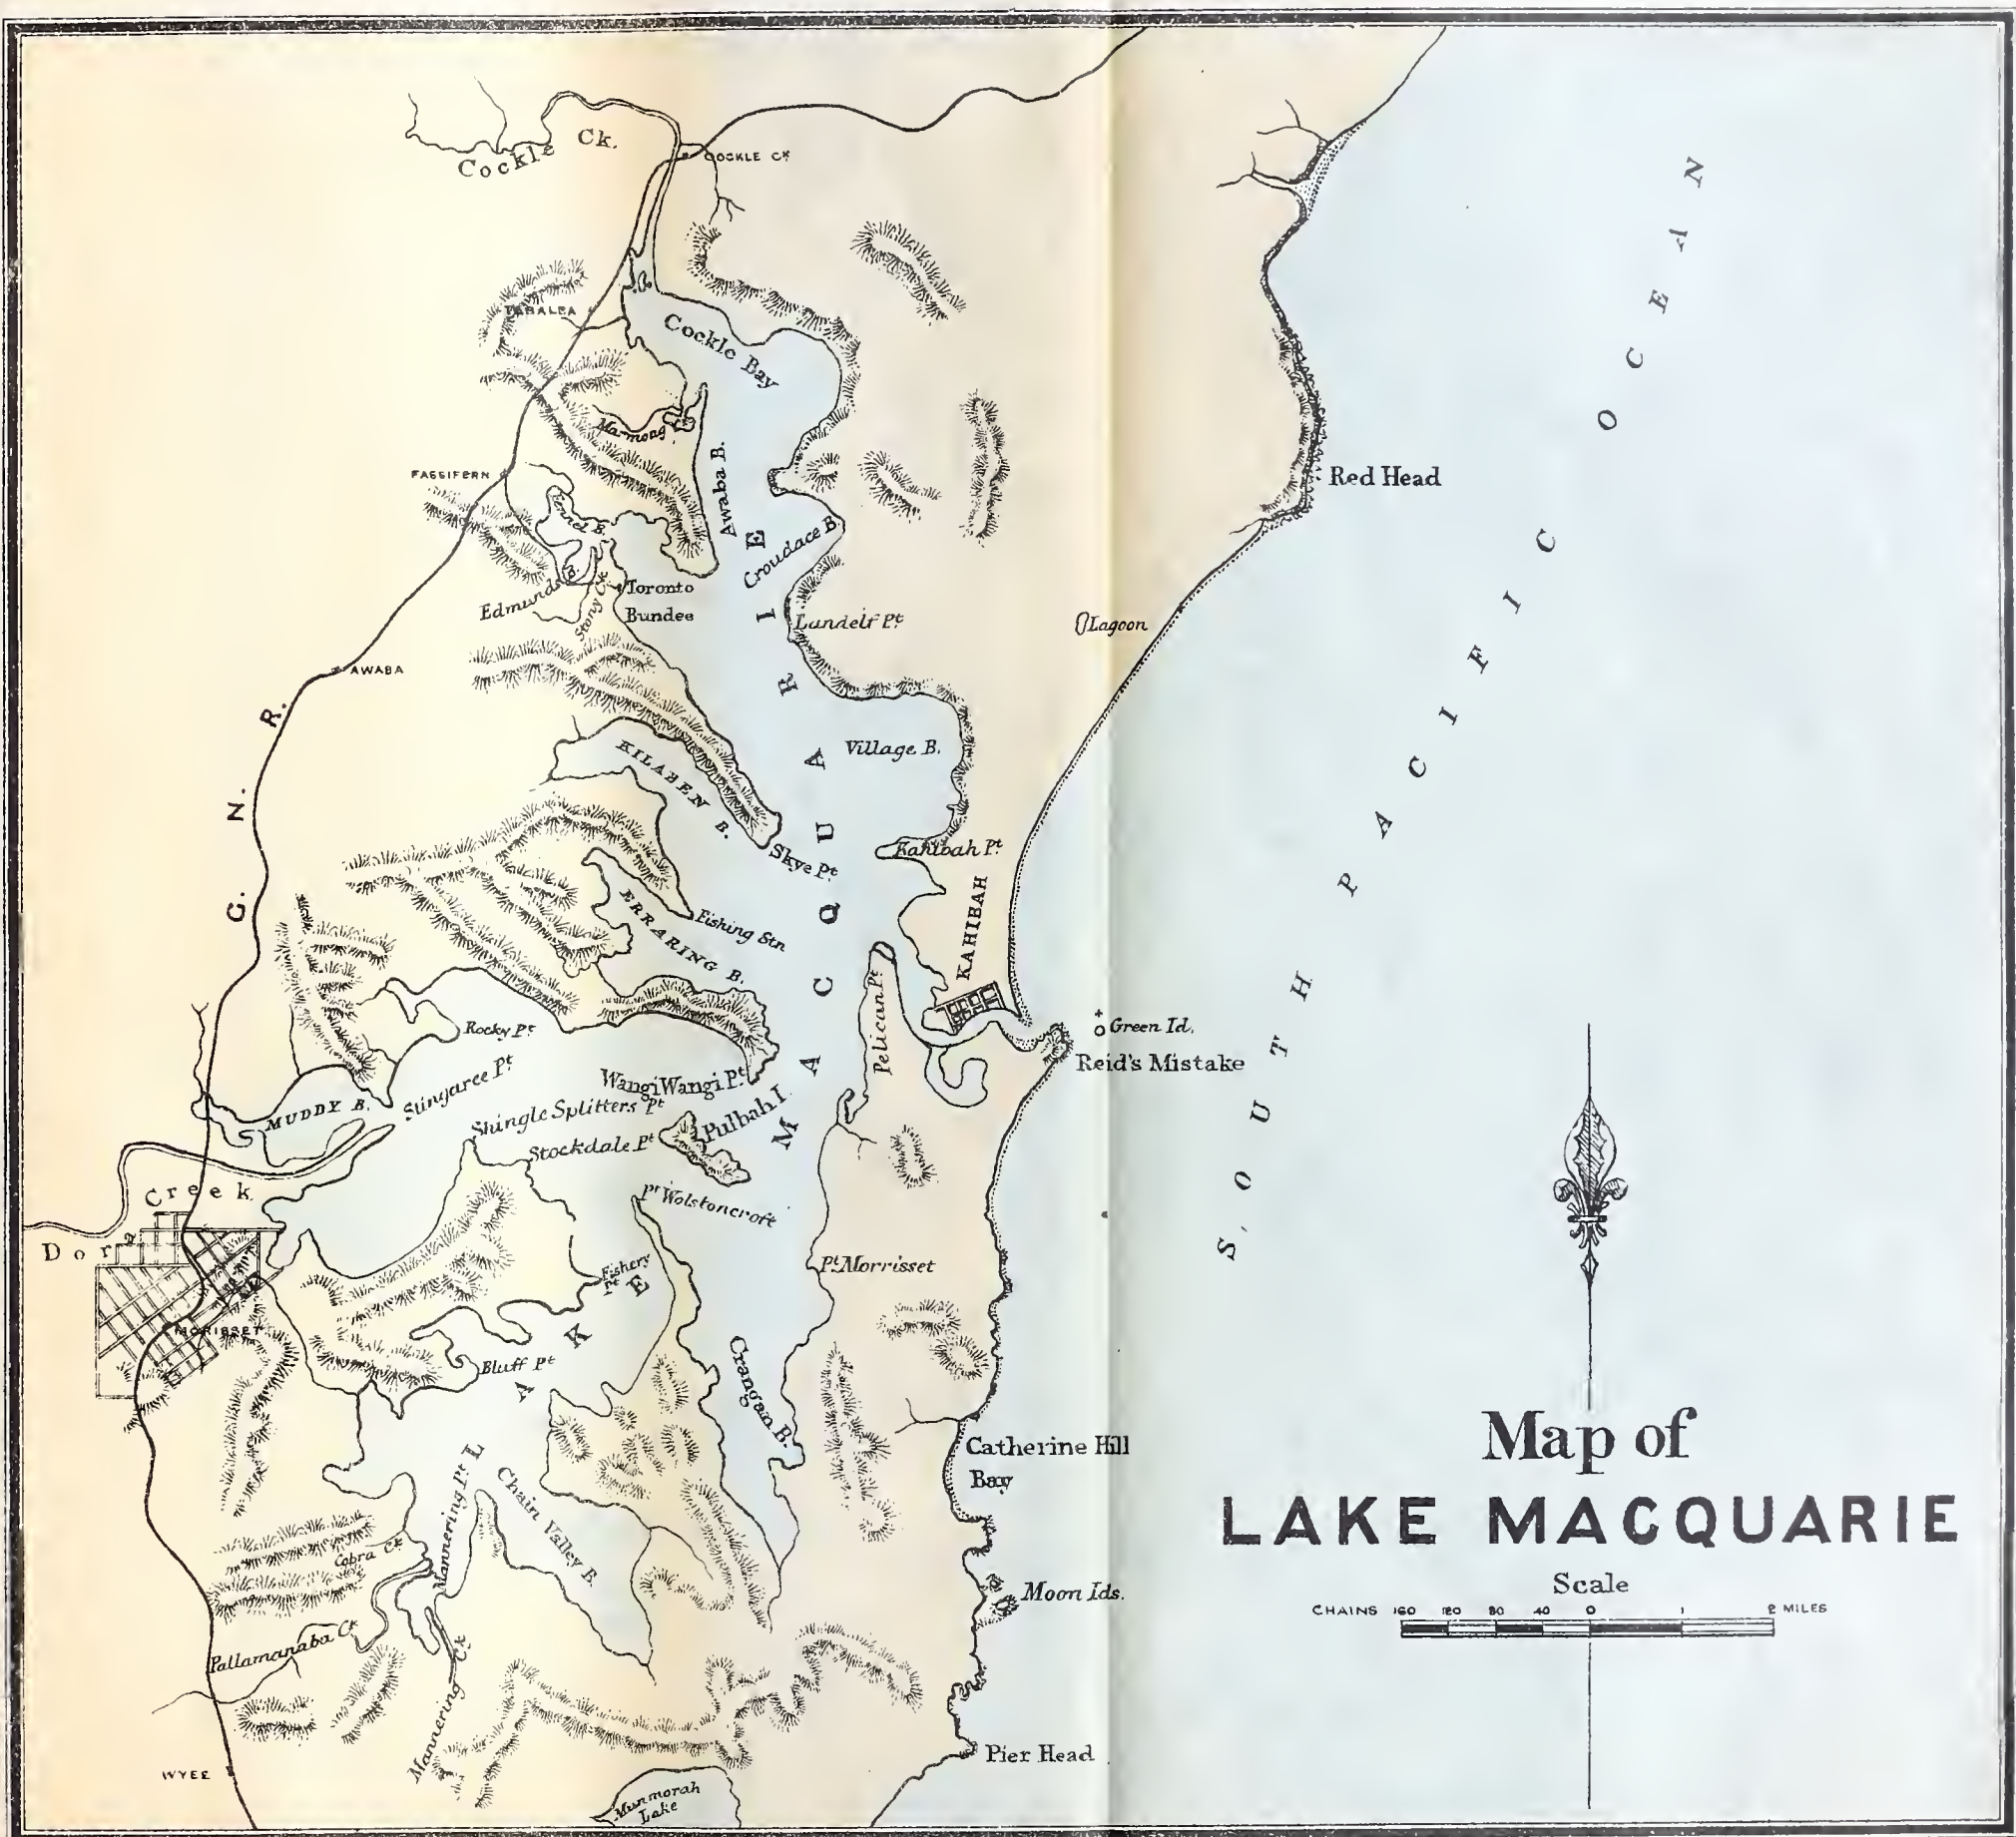 Cockle Ck.
COCKLE CK
Cockle Bay
Marmong
FASSIFERN
Awaba B.
Red Head
Croudace B.
Fennel B.
Edmunds B.
Stony Ck
Toronto
Bundee
Lundelf Pt.
Lagoon
AWABA
G. N. R.
Village B.
KILABEN B.
Skye Pt.
Kahibah Pt.
KAHIBAH
ERRARING B.
Fishing Stn
Pelican Pt.
Green Id.
Reid's Mistake
Rocky Pt.
Stingaree Pt
WangiWangi Pt.
MUDDY B.
Shingle Splitters Pt
Stockdale Pt
Pulbah I.
Pt Wolstoncroft
Dora Creek
Fishery Pt
Pt. Morrisset
MORISSET
Bluff Pt
LAKE MACQUARIE
Crangan B.
Catherine Hill
Bay
Mannering Pt.
Chain Valley B.
Cobra Ck
Moon Ids.
Pallamanaba Ck
Mannering Ck
Pier Head
WYEE
Munmorah
Lake
SOUTH PACIFIC OCEAN
Map of
LAKE MACQUARIE
Scale
CHAINS 160 120 80 40 0 1 2 MILES